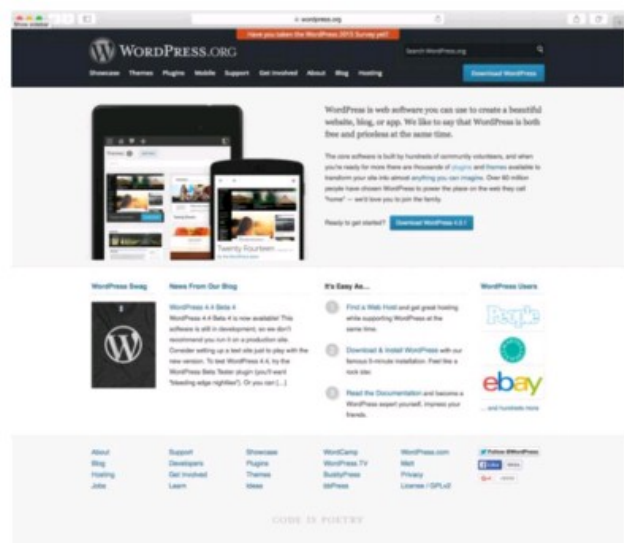 Show sidebar
wordpress.org
Have you taken the WordPress 2015 Survey yet?
WORDPRESS.ORG
Search WordPress.org
Showcase Themes Plugins Mobile Support Get Involved About Blog Hosting
Download WordPress
WordPress is web software you can use to create a beautiful
website, blog, or app. We like to say that WordPress is both
free and priceless at the same time.
The core software is built by hundreds of community volunteers, and when
you're ready for more there are thousands of plugins and themes available to
transform your site into almost anything you can imagine. Over 60 million
people have chosen WordPress to power the place on the web they call
"home" — we'd love you to join the family.
Ready to get started? Download WordPress 4.3.1
Themes
Twenty Fourteen
WordPress Swag
News From Our Blog
WordPress 4.4 Beta 4
WordPress 4.4 Beta 4 is now available! This
software is still in development, so we don't
recommend you run it on a production site.
Consider setting up a test site just to play with the
new version. To test WordPress 4.4, try the
WordPress Beta Tester plugin (you'll want
"bleeding edge nightlies"). Or you can [...]
It's Easy As...
1 Find a Web Host and get great hosting
while supporting WordPress at the
same time.
2 Download & Install WordPress with our
famous 5-minute installation. Feel like a
rock star.
3 Read the Documentation and become a
WordPress expert yourself, impress your
friends.
WordPress Users
People
ebay
... and hundreds more
About Support Showcase WordCamp WordPress.com
Blog Developers Plugins WordPress.TV Matt
Hosting Get Involved Themes BuddyPress Privacy
Jobs Learn Ideas bbPress License / GPLv2
Follow @WordPress
Like
G+1
CODE IS POETRY